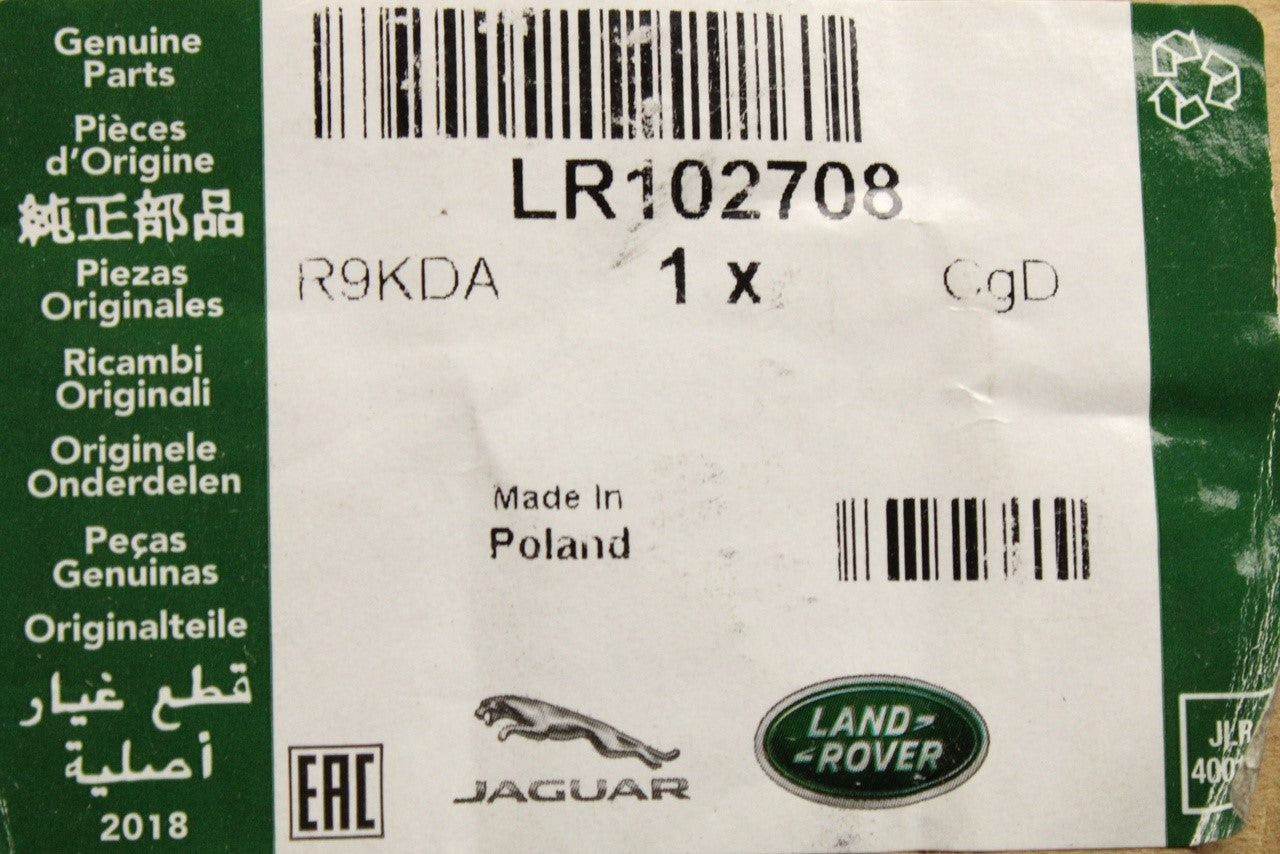 Genuine
Parts
Pièces
d'Origine
純正部品
Piezas
Originales
Ricambi
Originali
Originele
Onderdelen
Peças
Genuinas
Originalteile
قطع غيار
أصلية
2018
LR102708
R9KDA 1 x CgD
Made In
Poland
EAC
JAGUAR
LAND-
-ROVER
JLR